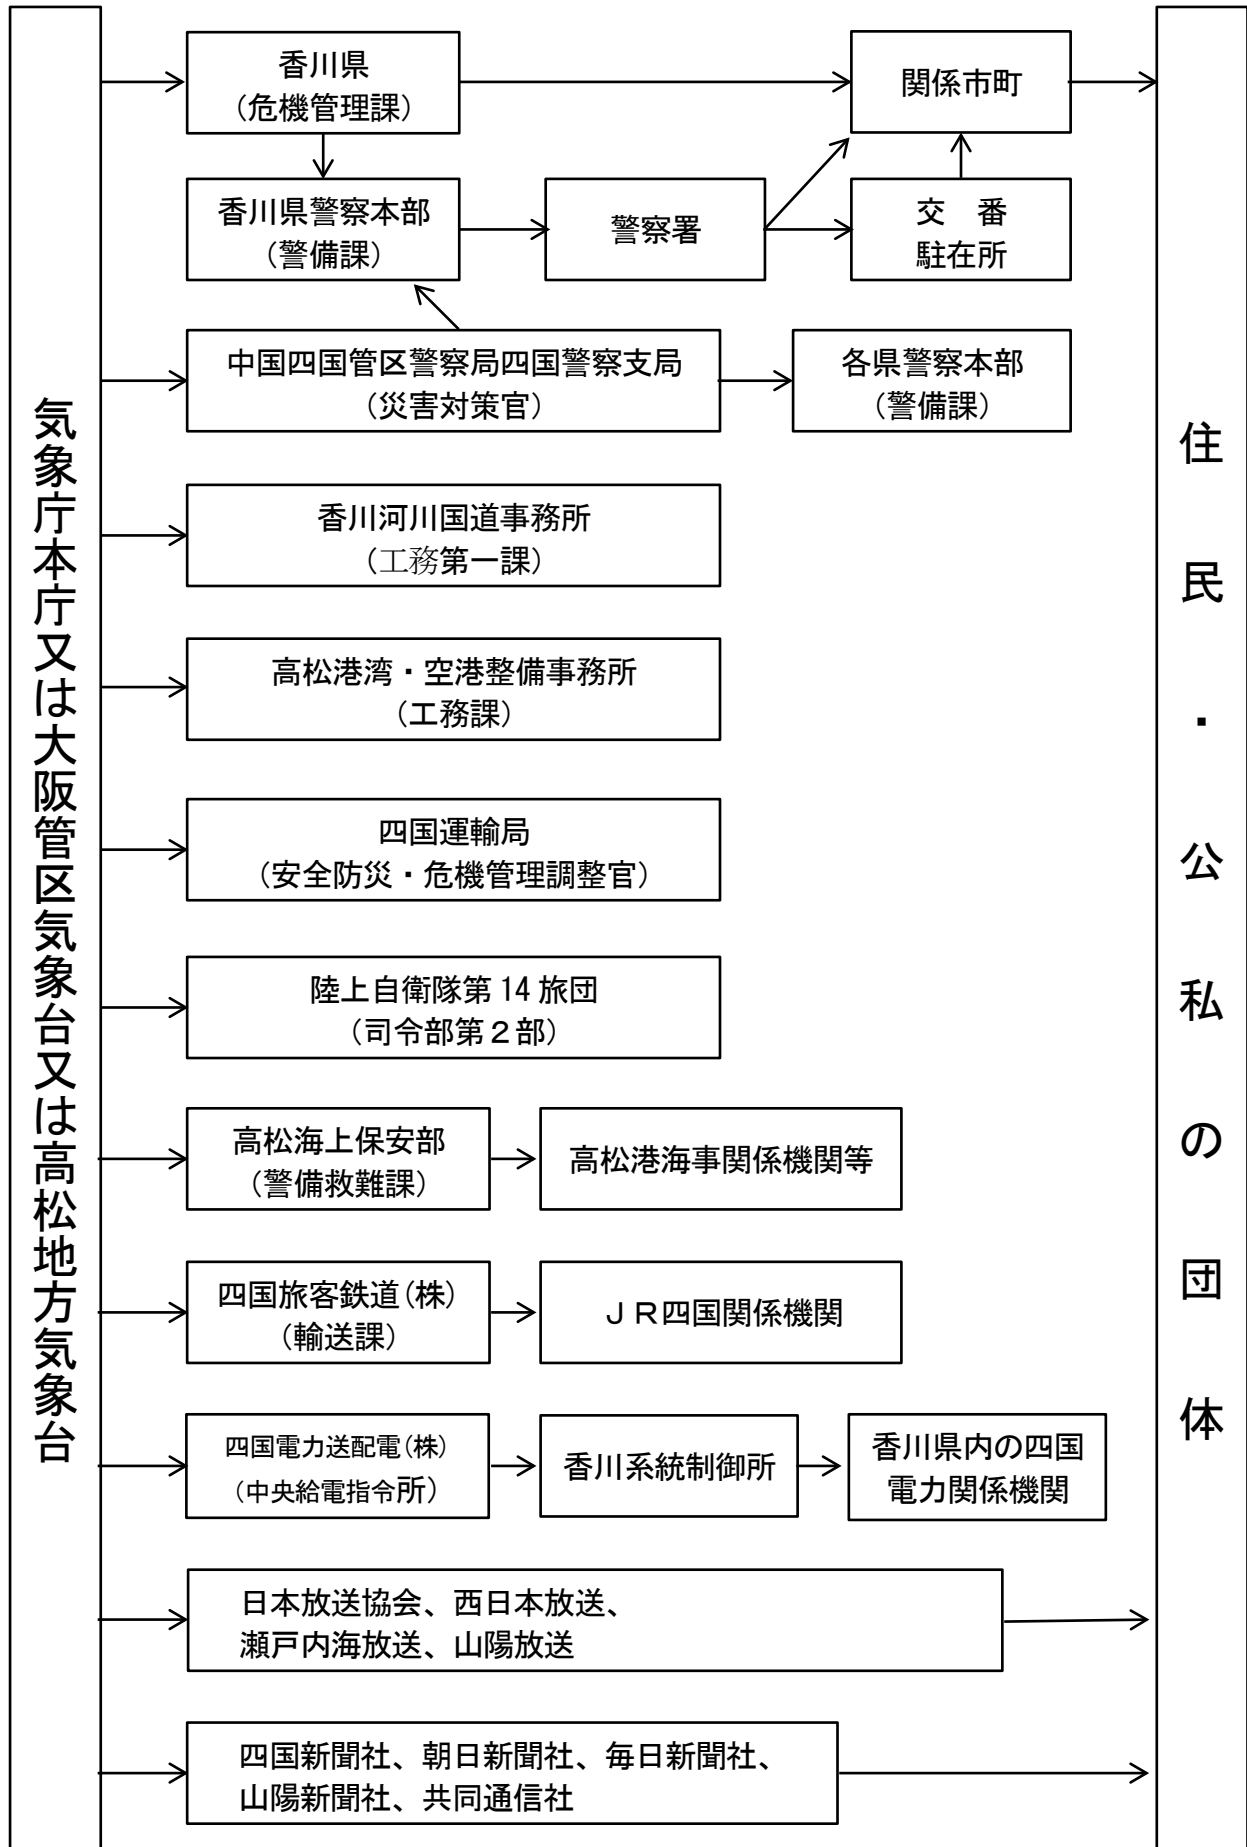 気象庁本庁又は大阪管区気象台又は高松地方気象台
香川県
（危機管理課）
関係市町
香川県警察本部
（警備課）
警察署
交　番
駐在所
中国四国管区警察局四国警察支局
（災害対策官）
各県警察本部
（警備課）
香川河川国道事務所
（工務第一課）
高松港湾・空港整備事務所
（工務課）
四国運輸局
（安全防災・危機管理調整官）
陸上自衛隊第 14 旅団
（司令部第２部）
高松海上保安部
（警備救難課）
高松港海事関係機関等
四国旅客鉄道(株)
（輸送課）
ＪＲ四国関係機関
四国電力送配電(株)
（中央給電指令所）
香川系統制御所
香川県内の四国
電力関係機関
日本放送協会、西日本放送、
瀬戸内海放送、山陽放送
四国新聞社、朝日新聞社、毎日新聞社、
山陽新聞社、共同通信社
住民・公私の団体